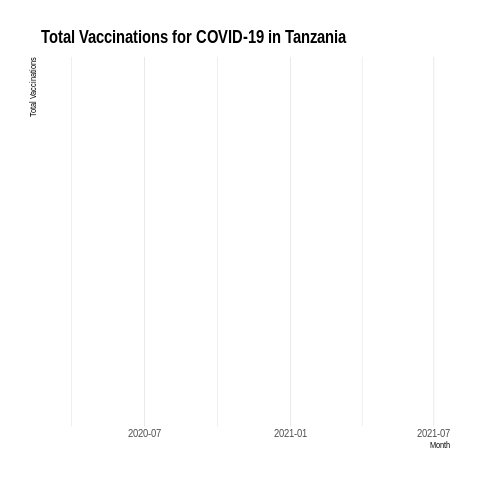 Total Vaccinations for COVID-19 in Tanzania
Total Vaccinations
2020-07 2021-01 2021-07
Month